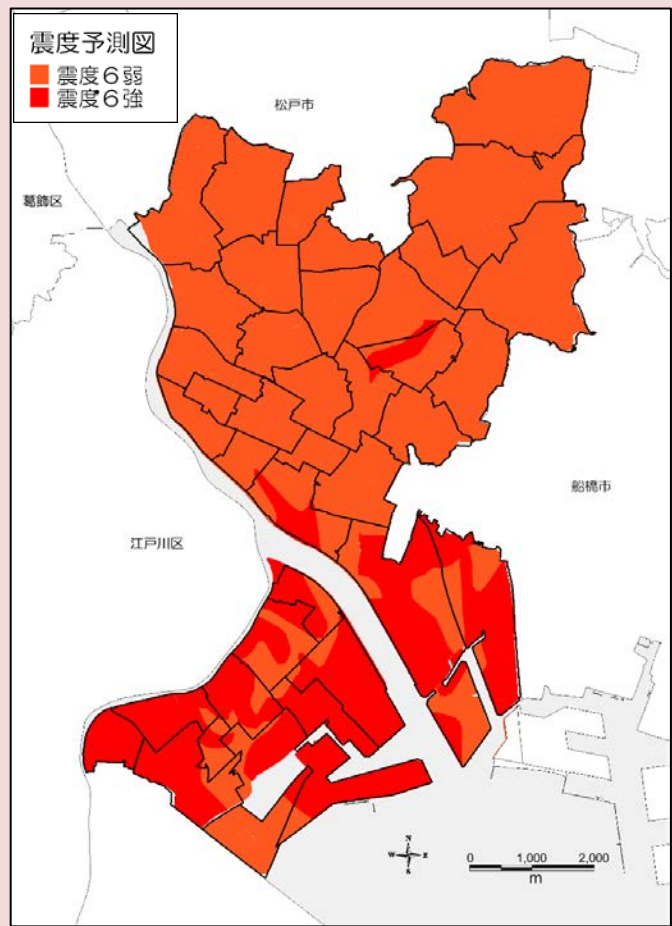 震度予測図
震度６弱
震度６強
松戸市
葛飾区
船橋市
江戸川区
N
W E
S
0 1,000 2,000
m